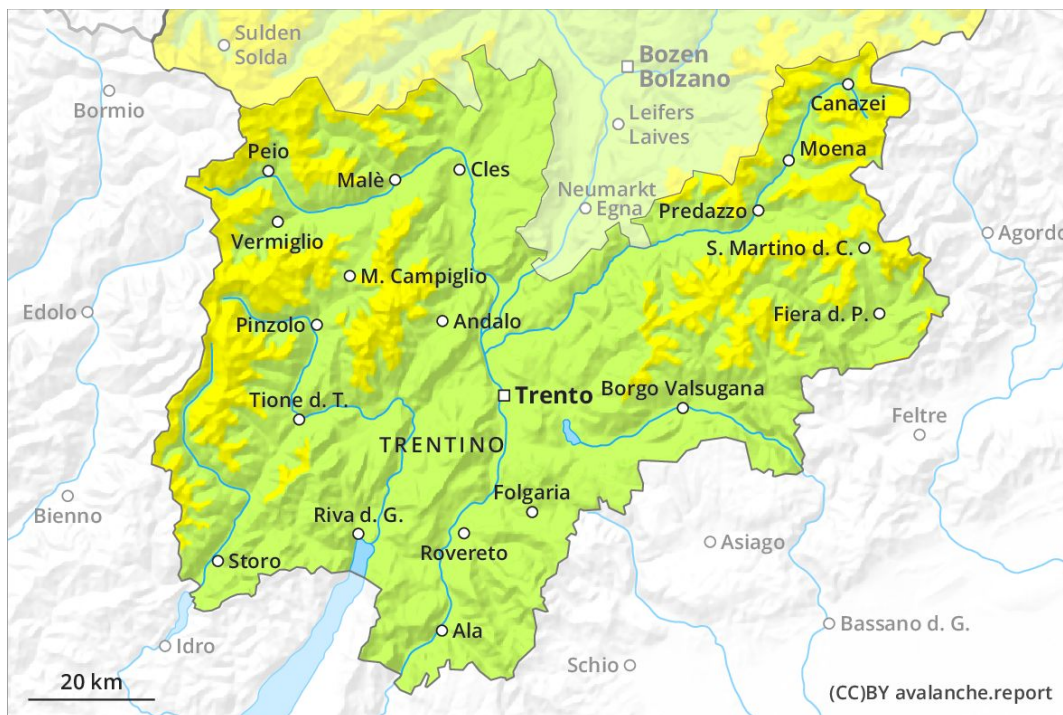 Sulden
Solda
Bozen
Bolzano
Bormio
Canazei
Leifers
Laives
Moena
Peio
Malè
Cles
Neumarkt
Egna
Predazzo
Vermiglio
Agordo
S. Martino d. C.
M. Campiglio
Edolo
Pinzolo
Andalo
Fiera d. P.
Trento
Borgo Valsugana
Tione d. T.
Feltre
TRENTINO
Bienno
Folgaria
Riva d. G.
Rovereto
Asiago
Storo
Idro
Ala
Bassano d. G.
Schio
20 km
(CC)BY avalanche.report